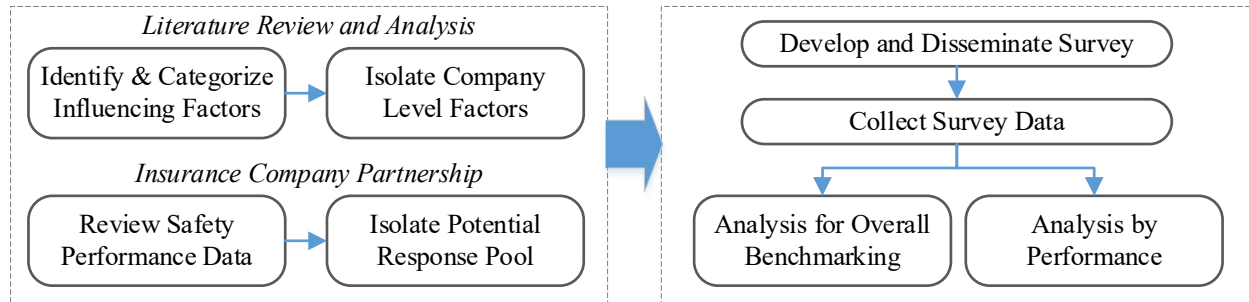 Literature Review and Analysis
Identify & Categorize
Influencing Factors
Isolate Company
Level Factors
Insurance Company Partnership
Review Safety
Performance Data
Isolate Potential
Response Pool
Develop and Disseminate Survey
Collect Survey Data
Analysis for Overall
Benchmarking
Analysis by
Performance